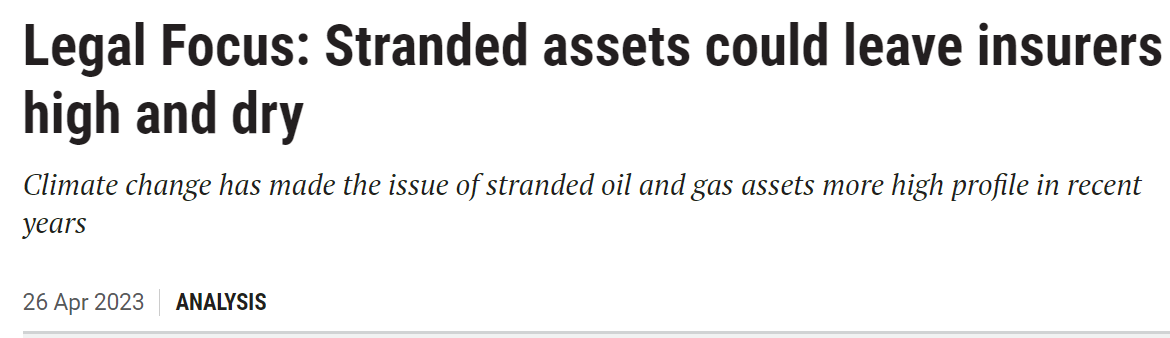 Legal Focus: Stranded assets could leave insurers
high and dry
Climate change has made the issue of stranded oil and gas assets more high profile in recent
years
26 Apr 2023 ANALYSIS